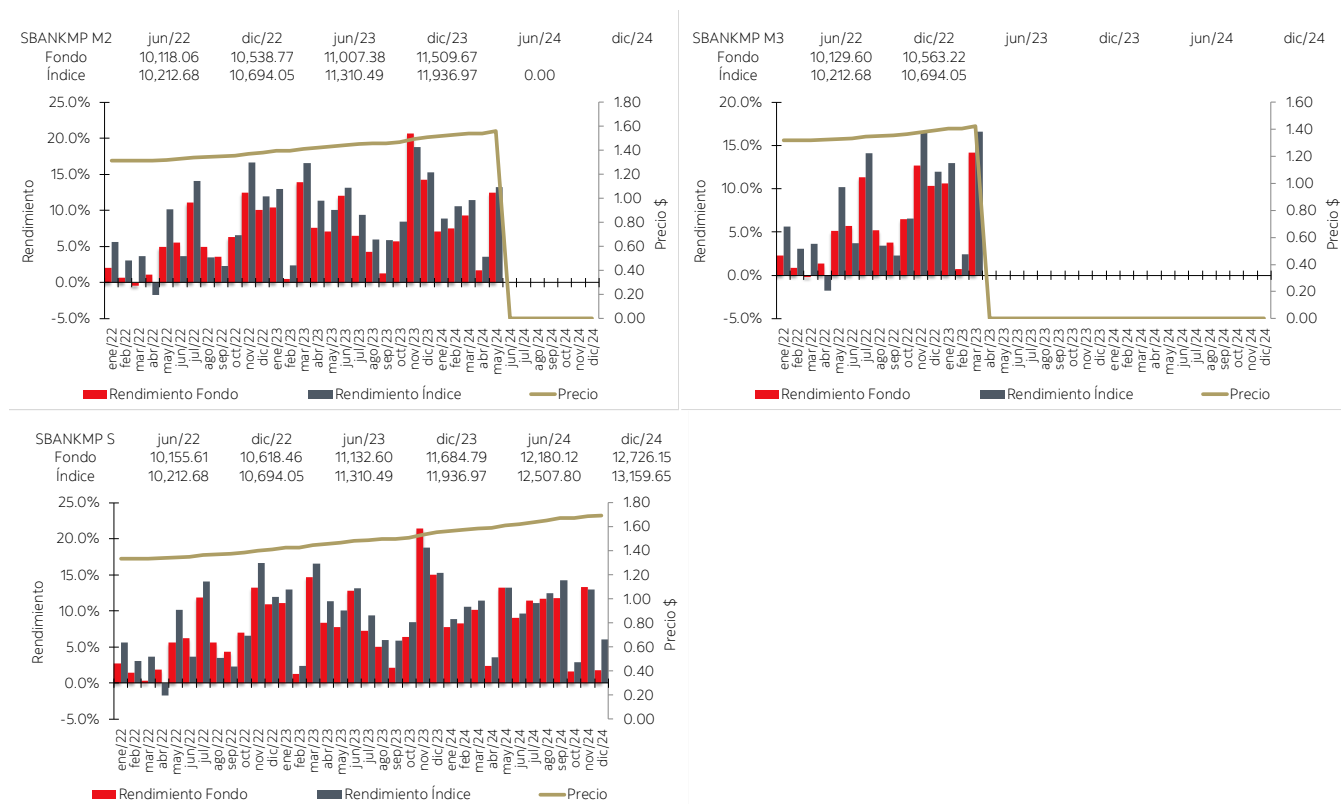 SBANKMP M2 jun/22 dic/22 jun/23 dic/23 jun/24 dic/24
Fondo 10,118.06 10,538.77 11,007.38 11,509.67
Índice 10,212.68 10,694.05 11,310.49 11,936.97 0.00
25.0%
20.0%
15.0%
10.0%
5.0%
0.0%
-5.0%
Rendimiento
1.80
1.60
1.40
1.20
1.00
0.80
0.60
0.40
0.20
0.00
Precio $
ene/22 feb/22 mar/22 abr/22 may/22 jun/22 jul/22 ago/22 sep/22 oct/22 nov/22 dic/22 ene/23 feb/23 mar/23 abr/23 may/23 jun/23 jul/23 ago/23 sep/23 oct/23 nov/23 dic/23 ene/24 feb/24 mar/24 abr/24 may/24 jun/24 jul/24 ago/24 sep/24 oct/24 nov/24 dic/24
Rendimiento Fondo Rendimiento Índice Precio
SBANKMP M3 jun/22 dic/22 jun/23 dic/23 jun/24 dic/24
Fondo 10,129.60 10,563.22
Índice 10,212.68 10,694.05
20.0%
15.0%
10.0%
5.0%
0.0%
-5.0%
Rendimiento
1.60
1.40
1.20
1.00
0.80
0.60
0.40
0.20
0.00
Precio $
ene/22 feb/22 mar/22 abr/22 may/22 jun/22 jul/22 ago/22 sep/22 oct/22 nov/22 dic/22 ene/23 feb/23 mar/23 abr/23 may/23 jun/23 jul/23 ago/23 sep/23 oct/23 nov/23 dic/23 ene/24 feb/24 mar/24 abr/24 may/24 jun/24 jul/24 ago/24 sep/24 oct/24 nov/24 dic/24
Rendimiento Fondo Rendimiento Índice Precio
SBANKMP S jun/22 dic/22 jun/23 dic/23 jun/24 dic/24
Fondo 10,155.61 10,618.46 11,132.60 11,684.79 12,180.12 12,726.15
Índice 10,212.68 10,694.05 11,310.49 11,936.97 12,507.80 13,159.65
25.0%
20.0%
15.0%
10.0%
5.0%
0.0%
-5.0%
Rendimiento
1.80
1.60
1.40
1.20
1.00
0.80
0.60
0.40
0.20
0.00
Precio $
ene/22 feb/22 mar/22 abr/22 may/22 jun/22 jul/22 ago/22 sep/22 oct/22 nov/22 dic/22 ene/23 feb/23 mar/23 abr/23 may/23 jun/23 jul/23 ago/23 sep/23 oct/23 nov/23 dic/23 ene/24 feb/24 mar/24 abr/24 may/24 jun/24 jul/24 ago/24 sep/24 oct/24 nov/24 dic/24
Rendimiento Fondo Rendimiento Índice Precio